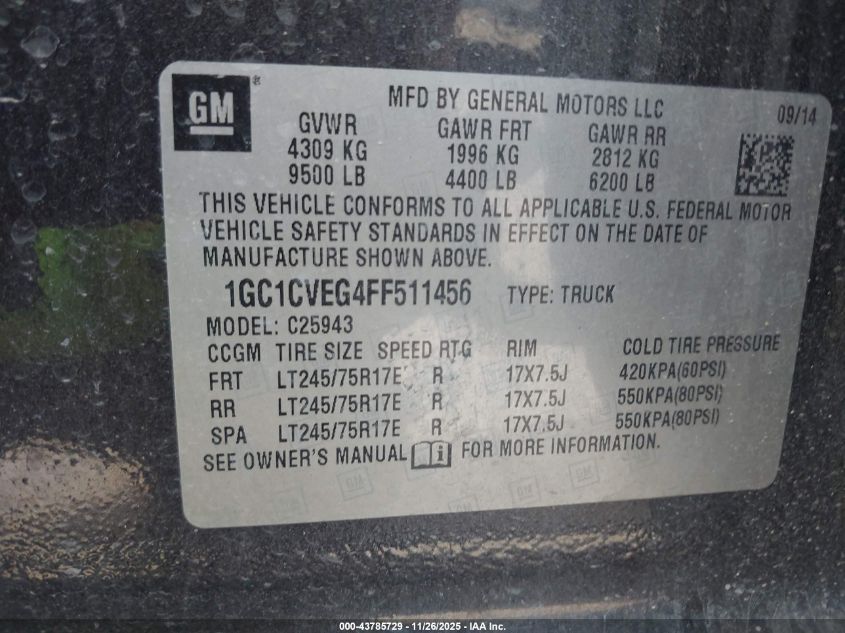 GM ®
MFD BY GENERAL MOTORS LLC 09/14
GVWR GAWR FRT GAWR RR
4309 KG 1996 KG 2812 KG
9500 LB 4400 LB 6200 LB
THIS VEHICLE CONFORMS TO ALL APPLICABLE U.S. FEDERAL MOTOR
VEHICLE SAFETY STANDARDS IN EFFECT ON THE DATE OF
MANUFACTURE SHOWN ABOVE.
1GC1CVEG4FF511456 TYPE: TRUCK
MODEL: C25943
CCGM TIRE SIZE SPEED RTG RIM COLD TIRE PRESSURE
FRT LT245/75R17E R 17X7.5J 420KPA(60PSI)
RR LT245/75R17E R 17X7.5J 550KPA(80PSI)
SPA LT245/75R17E R 17X7.5J 550KPA(80PSI)
SEE OWNER'S MANUAL FOR MORE INFORMATION.
000-43785729 - 11/26/2025 - IAA Inc.